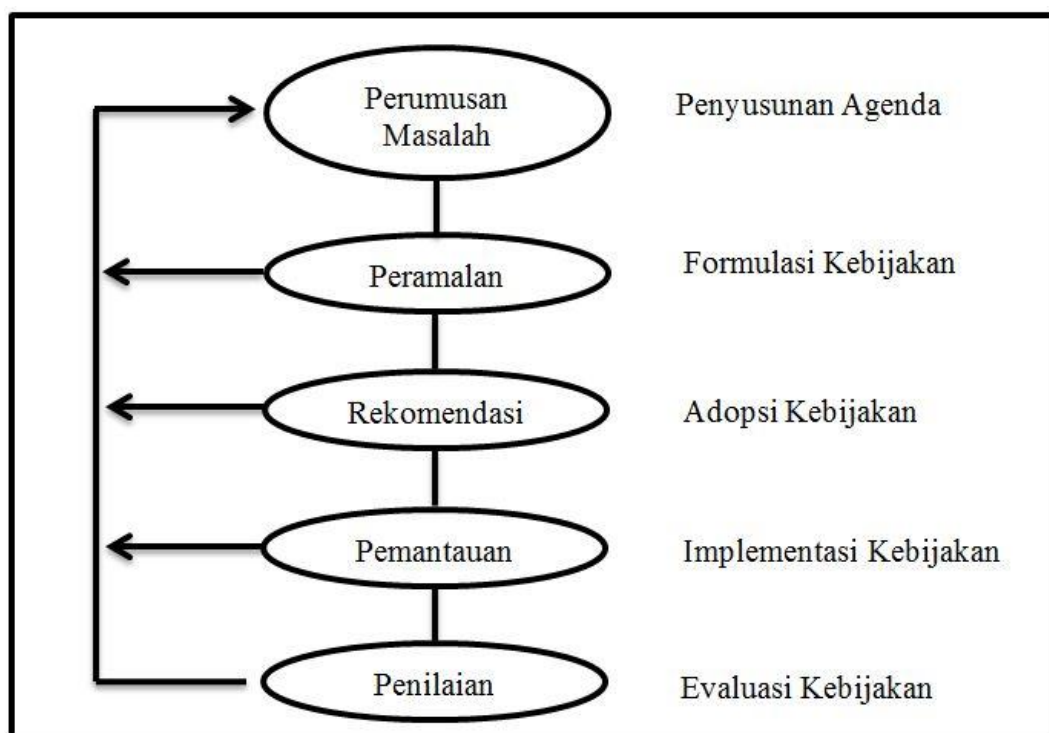 Perumusan
Masalah
Penyusunan Agenda
Peramalan
Formulasi Kebijakan
Rekomendasi
Adopsi Kebijakan
Pemantauan
Implementasi Kebijakan
Penilaian
Evaluasi Kebijakan